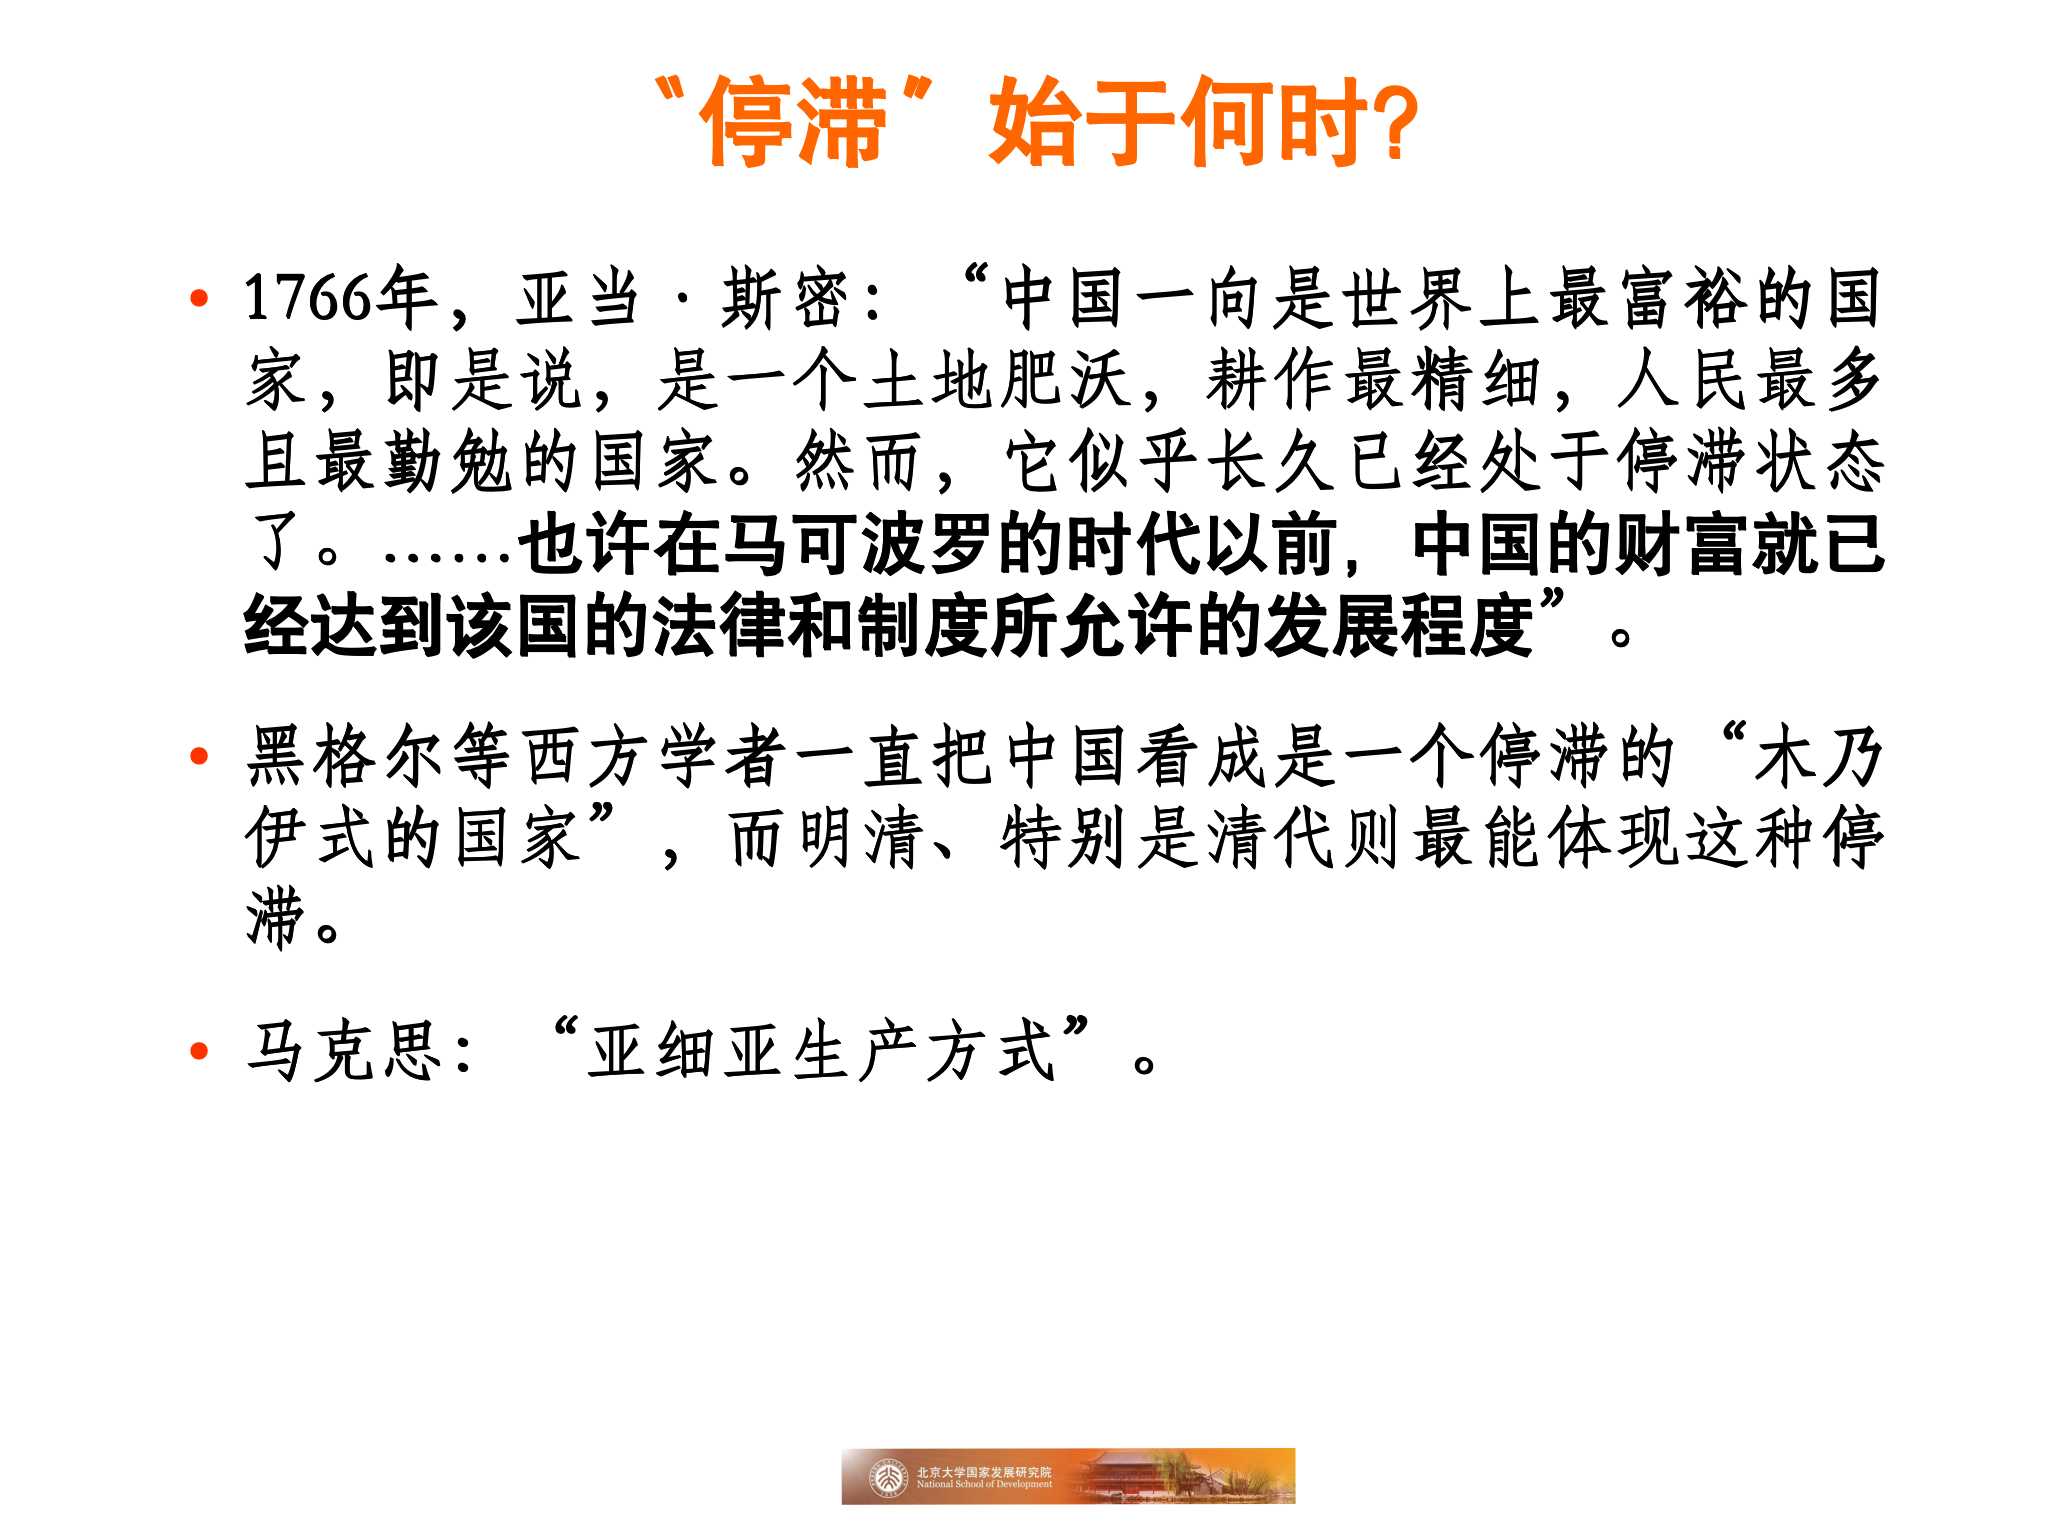 “停滞”始于何时?
• 1766年，亚当·斯密：“中国一向是世界上最富裕的国
家，即是说，是一个土地肥沃，耕作最精细，人民最多
且最勤勉的国家。然而，它似乎长久已经处于停滞状态
了。……也许在马可波罗的时代以前，中国的财富就已
经达到该国的法律和制度所允许的发展程度”。
• 黑格尔等西方学者一直把中国看成是一个停滞的“木乃
伊式的国家”，而明清、特别是清代则最能体现这种停
滞。
• 马克思：“亚细亚生产方式”。
北京大学国家发展研究院
National School of Development